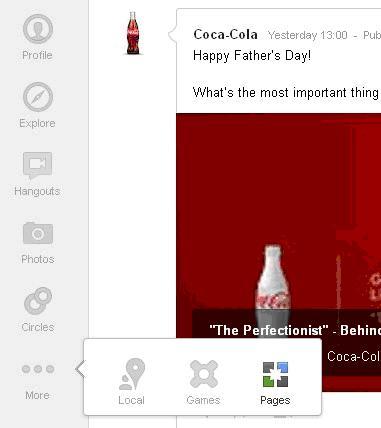 Profile
Explore
Hangouts
Photos
Circles
More
Coca-Cola Yesterday 13:00 - Pub
Happy Father's Day!
What's the most important thing
"The Perfectionist" - Behind
Coca-Col
Local
Games
Pages